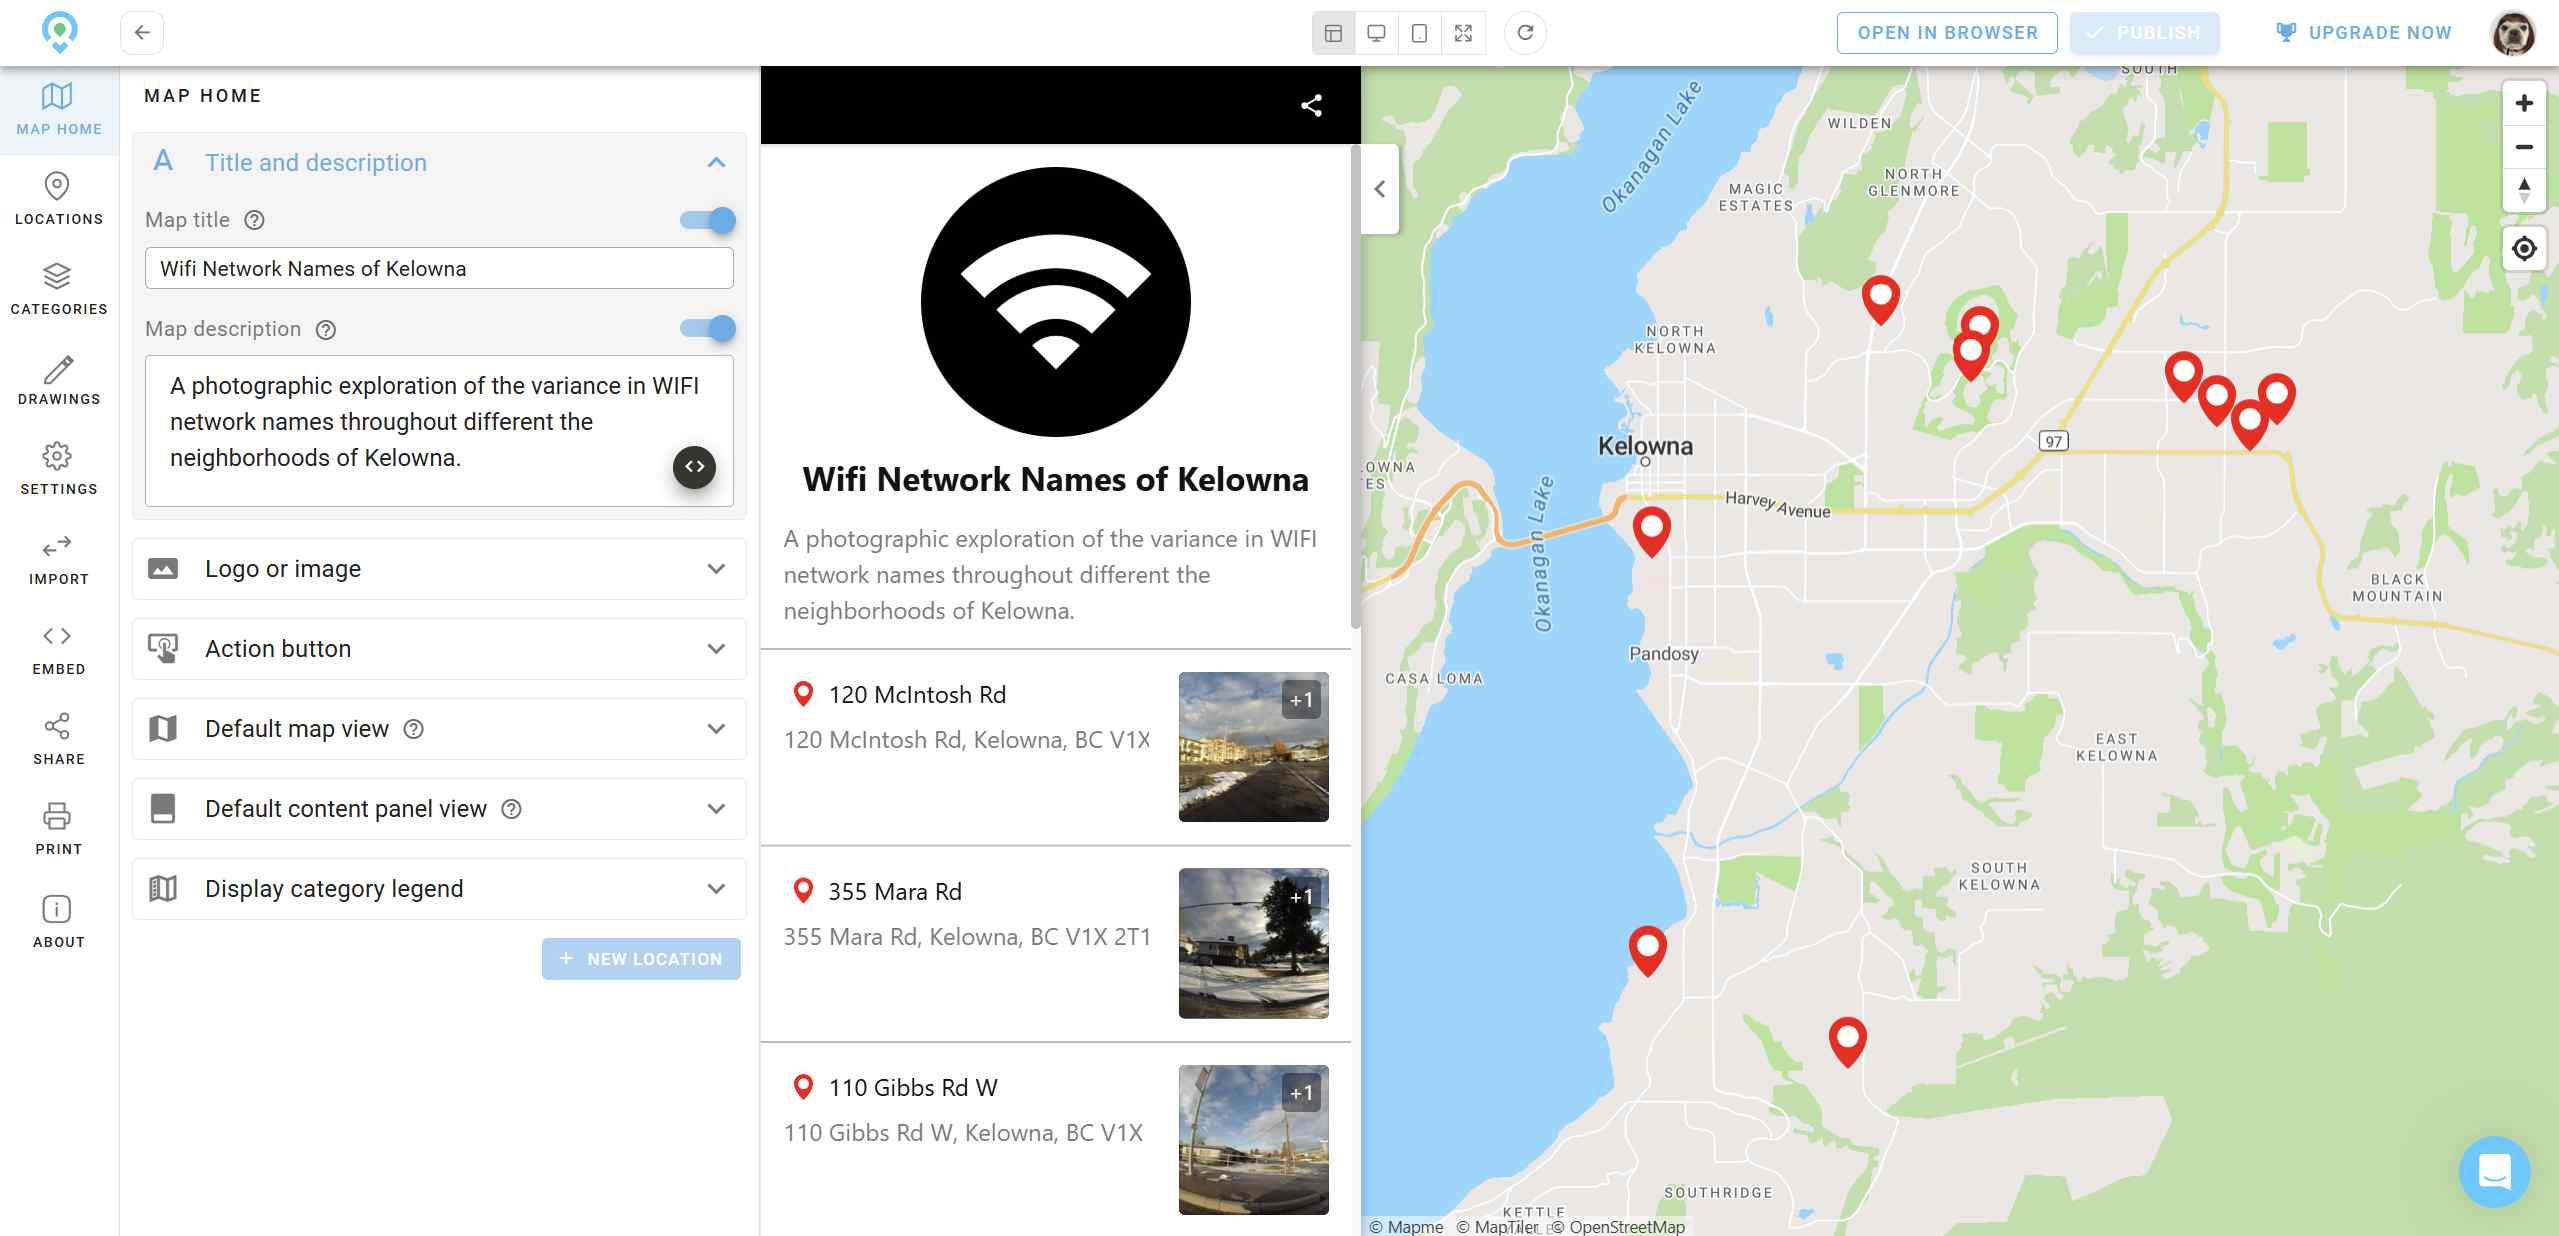 OPEN IN BROWSER
PUBLISH
UPGRADE NOW
MAP HOME
LOCATIONS
CATEGORIES
DRAWINGS
SETTINGS
IMPORT
EMBED
SHARE
PRINT
ABOUT
MAP HOME
Title and description
Map title
Wifi Network Names of Kelowna
Map description
A photographic exploration of the variance in WIFI
network names throughout different the
neighborhoods of Kelowna.
Logo or image
Action button
Default map view
Default content panel view
Display category legend
+ NEW LOCATION
Wifi Network Names of Kelowna
A photographic exploration of the variance in WIFI
network names throughout different the
neighborhoods of Kelowna.
120 McIntosh Rd
120 McIntosh Rd, Kelowna, BC V1X
+1
355 Mara Rd
355 Mara Rd, Kelowna, BC V1X 2T1
+1
110 Gibbs Rd W
110 Gibbs Rd W, Kelowna, BC V1X
+1
SOUTH
Okanagan Lake
WILDEN
NORTH
GLENMORE
MAGIC
ESTATES
NORTH
KELOWNA
Kelowna
97
Harvey Avenue
Okanagan Lake
BLACK
MOUNTAIN
Pandosy
CASA LOMA
EAST
KELOWNA
SOUTH
KELOWNA
SOUTHRIDGE
KETTLE
© Mapme © MapTiler © OpenStreetMap